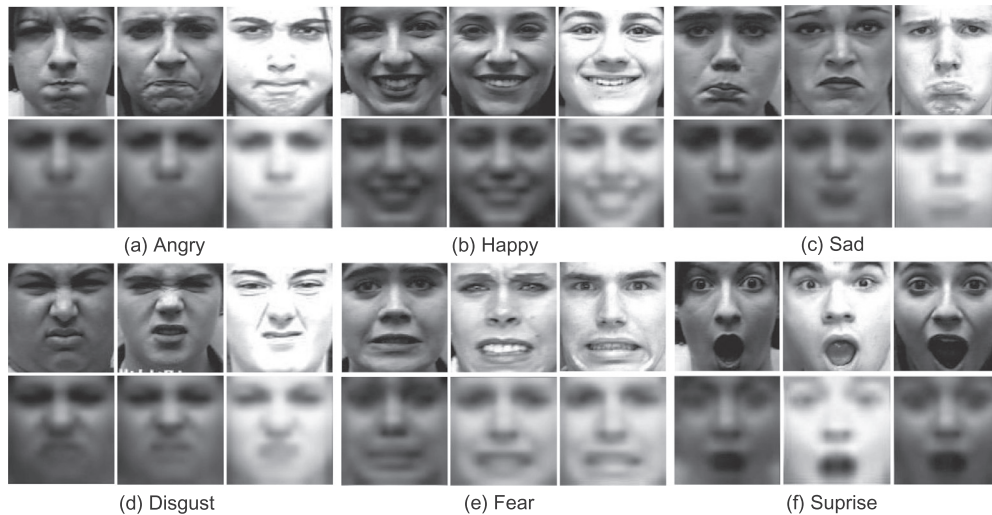 (a) Angry
(b) Happy
(c) Sad
(d) Disgust
(e) Fear
(f) Suprise